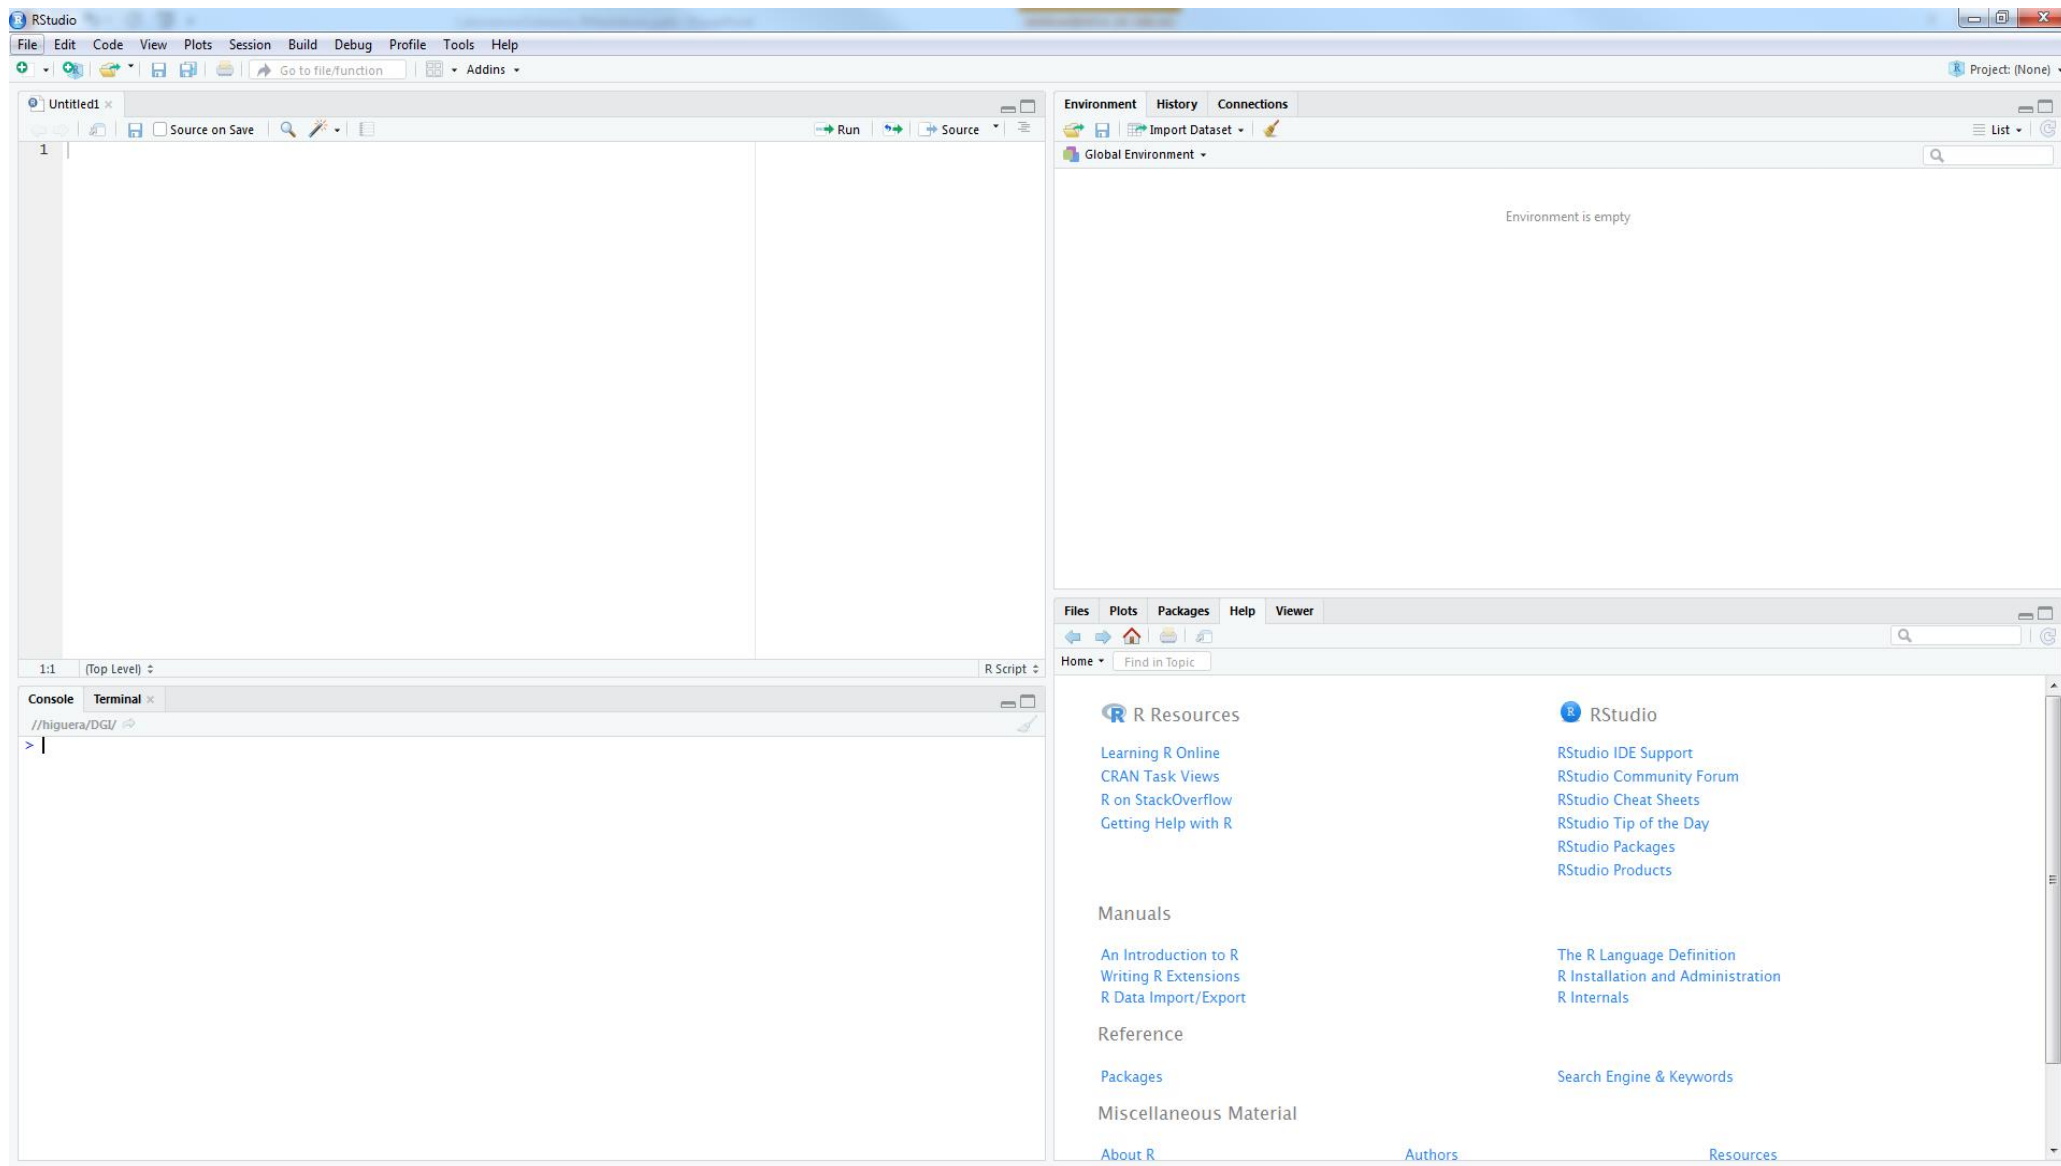 RStudio
File Edit Code View Plots Session Build Debug Profile Tools Help
Go to file/function Addins Project: (None)
Untitled1
Source on Save Run Source
1
1:1 (Top Level) R Script
Console Terminal
//higuera/DGI/
>
Environment History Connections
Import Dataset List
Global Environment
Environment is empty
Files Plots Packages Help Viewer
Home Find in Topic
R Resources
Learning R Online
CRAN Task Views
R on StackOverflow
Getting Help with R
RStudio
RStudio IDE Support
RStudio Community Forum
RStudio Cheat Sheets
RStudio Tip of the Day
RStudio Packages
RStudio Products
Manuals
An Introduction to R
Writing R Extensions
R Data Import/Export
The R Language Definition
R Installation and Administration
R Internals
Reference
Packages Search Engine & Keywords
Miscellaneous Material
About R Authors Resources